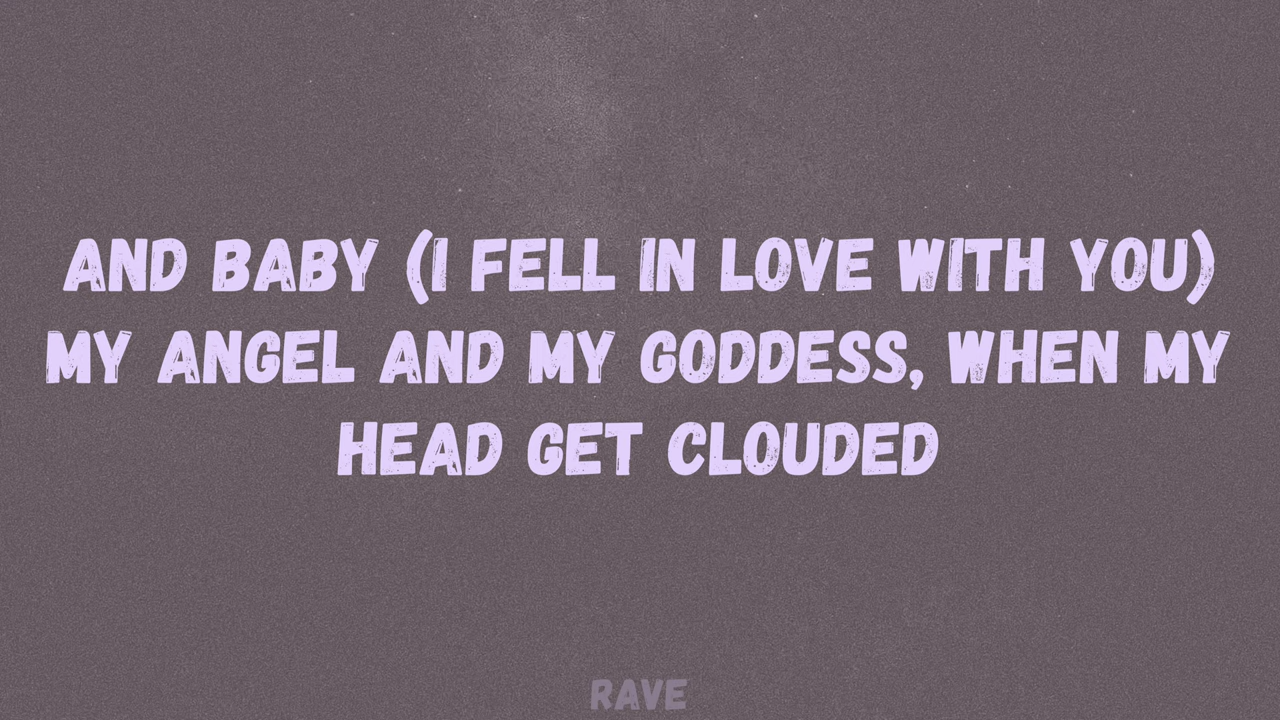 AND BABY (I FELL IN LOVE WITH YOU)
MY ANGEL AND MY GODDESS, WHEN MY
HEAD GET CLOUDED
RAVE